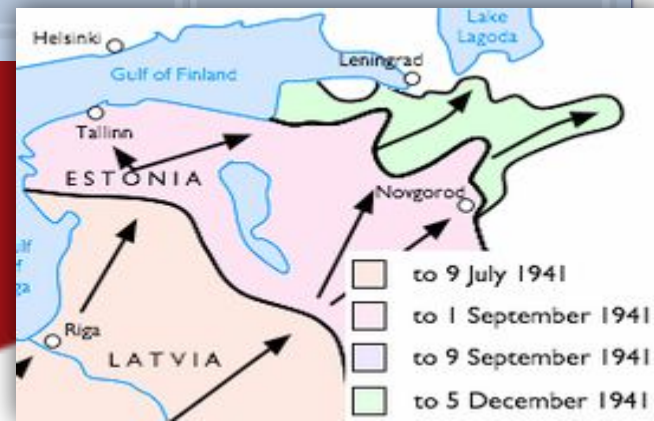 Helsinki
Lake
Lagoda
Leningrad
Gulf of Finland
Tallinn
ESTONIA
Novgorod
Riga
LATVIA
to 9 July 1941
to 1 September 1941
to 9 September 1941
to 5 December 1941